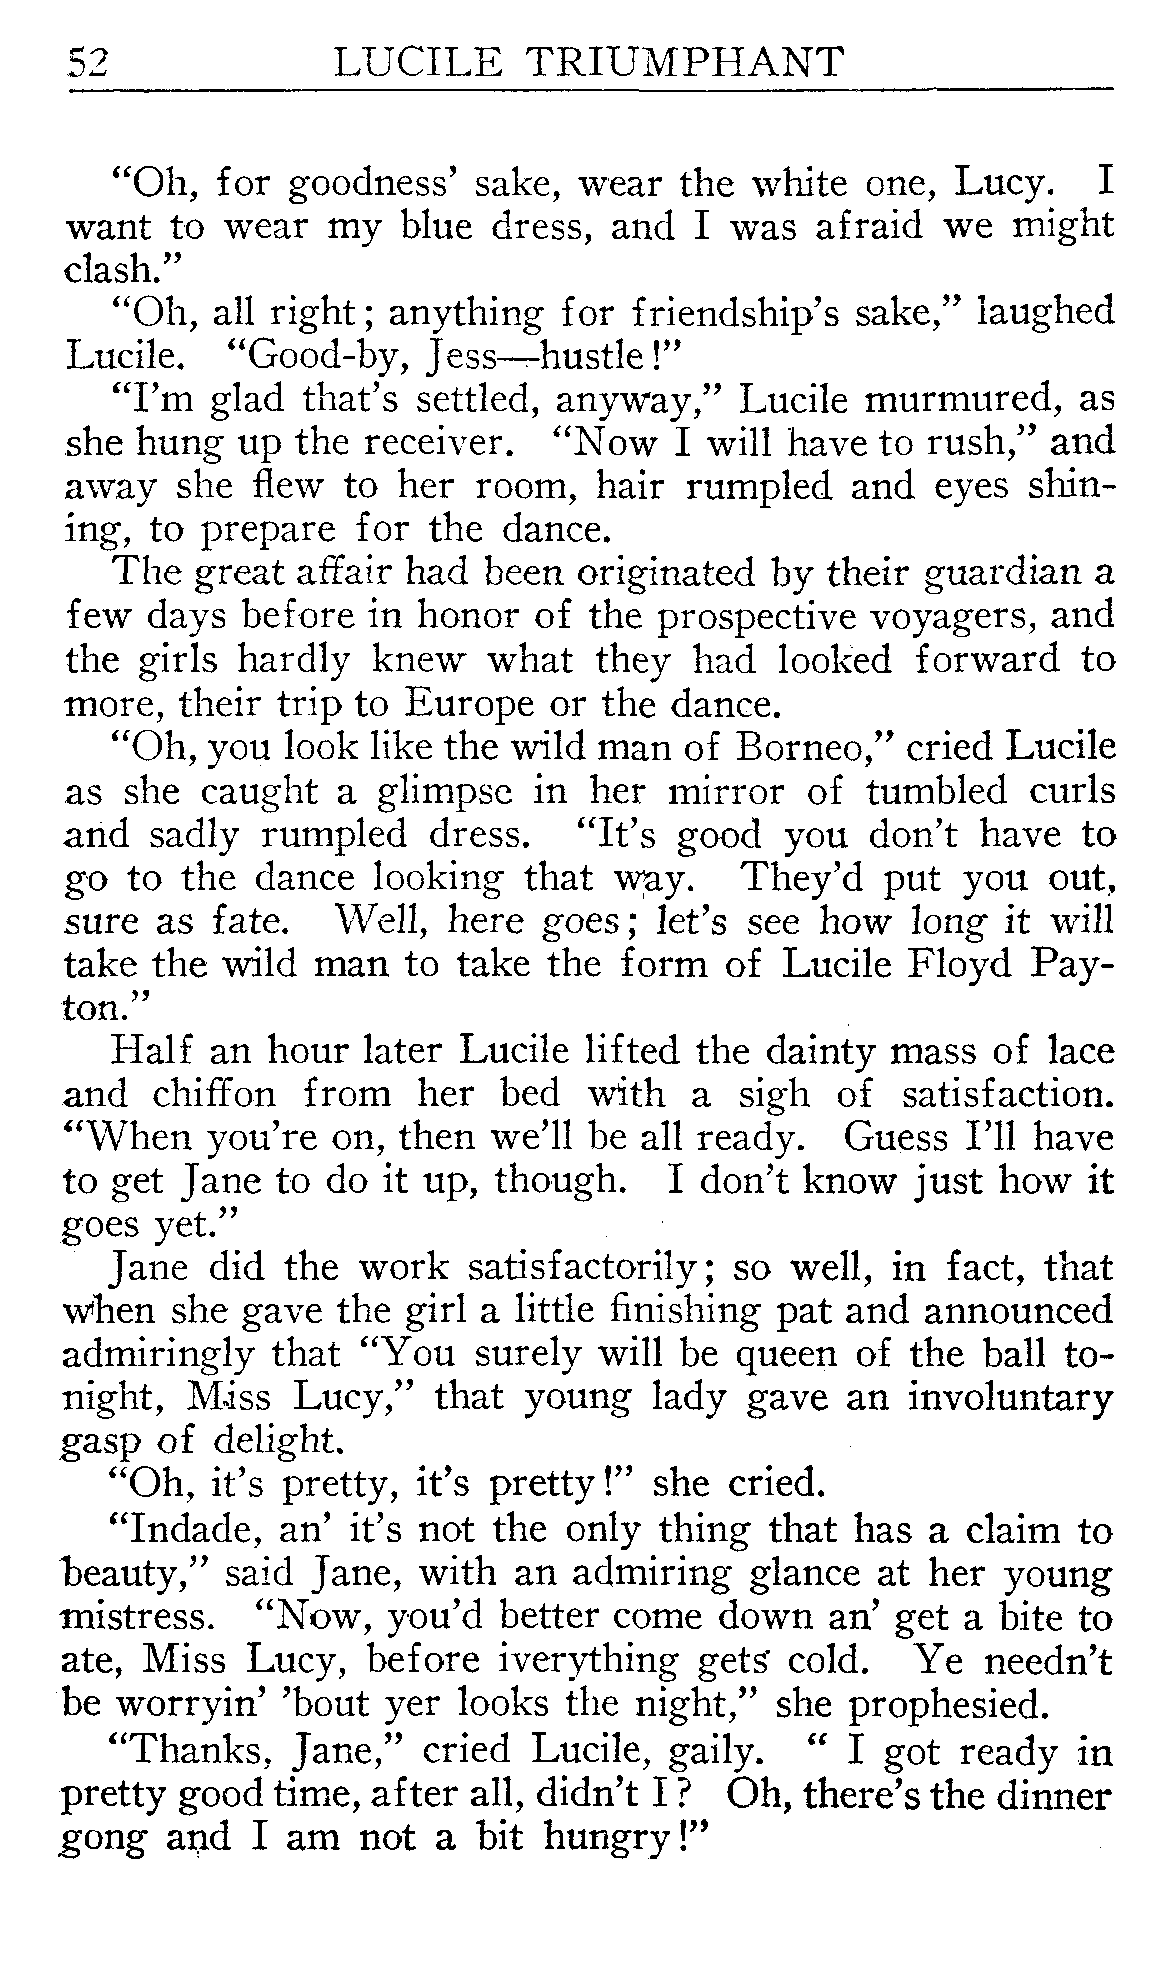 52 LUCILE TRIUMPHANT
“Oh, for goodness’ sake, wear the white one, Lucy. I
want to wear my blue dress, and I was afraid we might
clash.”
“Oh, all right; anything for friendship’s sake,” laughed
Lucile. “Good-by, Jess—hustle!”
“I’m glad that’s settled, anyway,” Lucile murmured, as
she hung up the receiver. “Now I will have to rush,” and
away she flew to her room, hair rumpled and eyes shin-
ing, to prepare for the dance.
The great affair had been originated by their guardian a
few days before in honor of the prospective voyagers, and
the girls hardly knew what they had looked forward to
more, their trip to Europe or the dance.
“Oh, you look like the wild man of Borneo,” cried Lucile
as she caught a glimpse in her mirror of tumbled curls
and sadly rumpled dress. “It’s good you don’t have to
go to the dance looking that way. They’d put you out,
sure as fate. Well, here goes; let’s see how long it will
take the wild man to take the form of Lucile Floyd Pay-
ton.”
Half an hour later Lucile lifted the dainty mass of lace
and chiffon from her bed with a sigh of satisfaction.
“When you’re on, then we’ll be all ready. Guess I’ll have
to get Jane to do it up, though. I don’t know just how it
goes yet.”
Jane did the work satisfactorily; so well, in fact, that
when she gave the girl a little finishing pat and announced
admiringly that “You surely will be queen of the ball to-
night, Miss Lucy,” that young lady gave an involuntary
gasp of delight.
“Oh, it’s pretty, it’s pretty!” she cried.
“Indade, an’ it’s not the only thing that has a claim to
beauty,” said Jane, with an admiring glance at her young
mistress. “Now, you’d better come down an’ get a bite to
ate, Miss Lucy, before iverything gets cold. Ye needn’t
be worryin’ ’bout yer looks the night,” she prophesied.
“Thanks, Jane,” cried Lucile, gaily. “ I got ready in
pretty good time, after all, didn’t I? Oh, there’s the dinner
gong and I am not a bit hungry!”